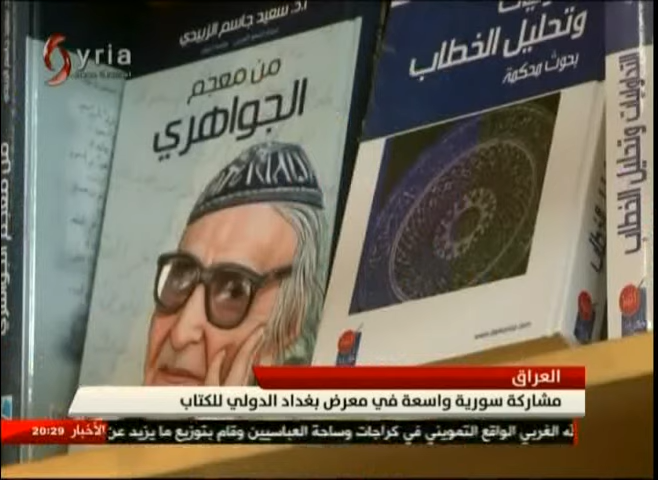 Syria
أ.د. سعيد جاسم الزبيدي
من معجم
الجواهري
وتحليل الخطاب
بحوث محكمة
وتحليل الخطاب
العراق
مشاركة سورية واسعة في معرض بغداد الدولي للكتاب
الغربي الواقع التمويني في كراجات وساحة العباسيين وقام بتوزيع ما يزيد عن
الأخبار
20:29